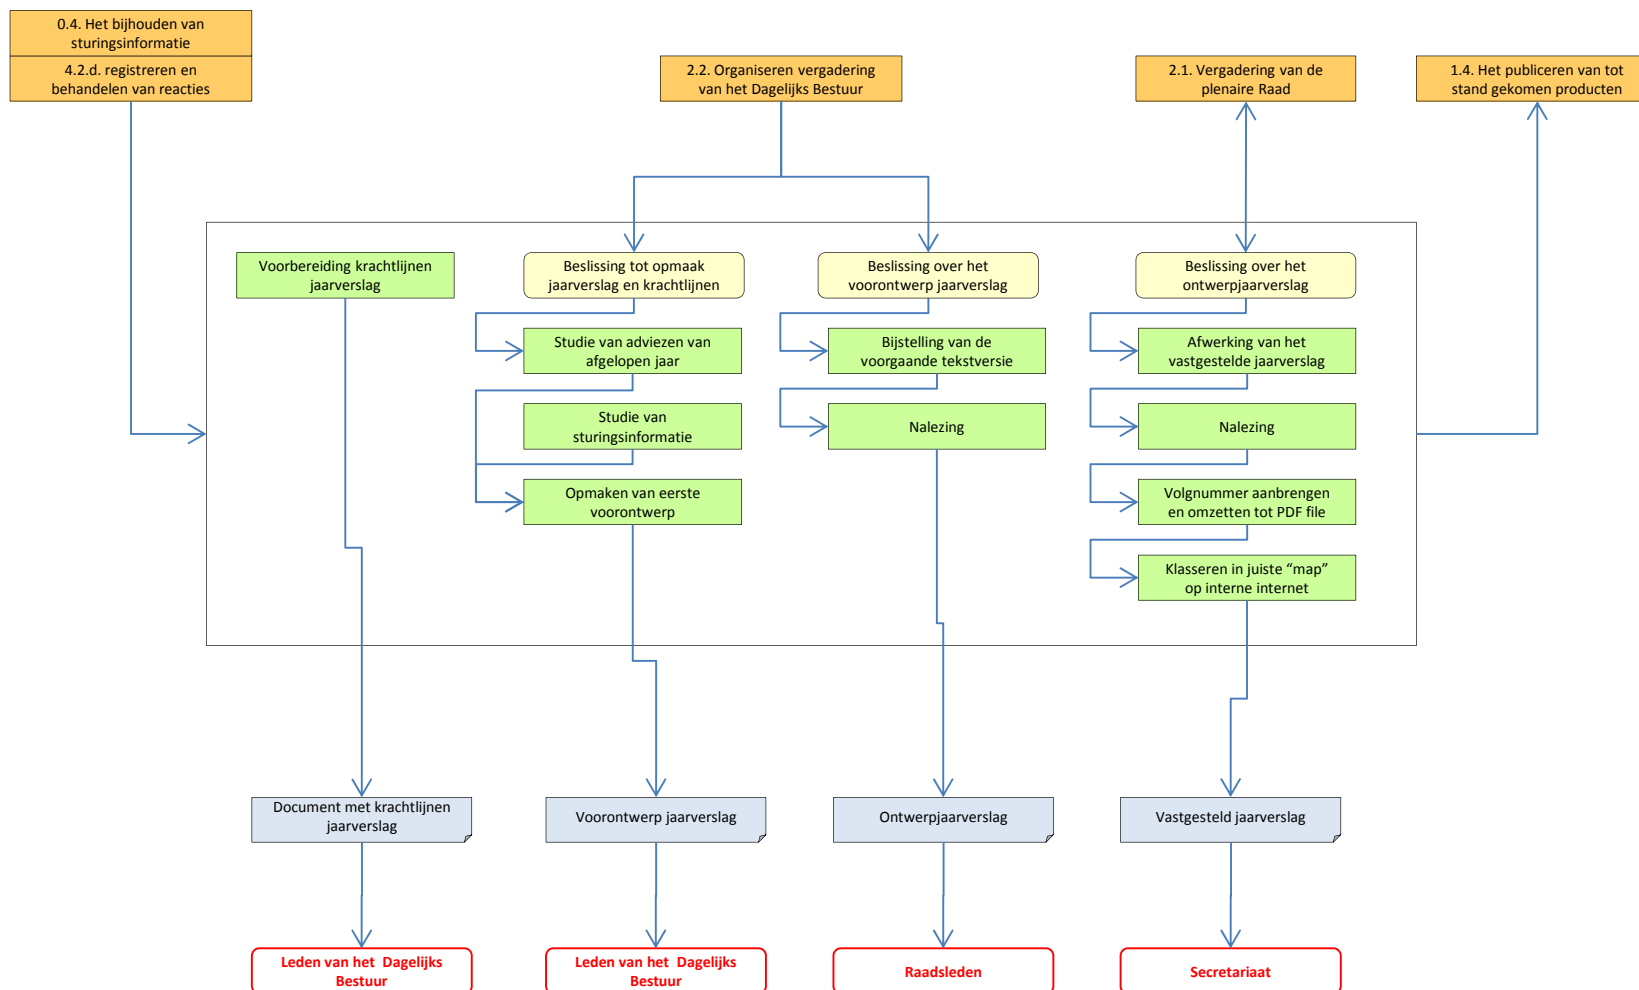 0.4. Het bijhouden van
sturingsinformatie
4.2.d. registreren en
behandelen van reacties
2.2. Organiseren vergadering
van het Dagelijks Bestuur
2.1. Vergadering van de
plenaire Raad
1.4. Het publiceren van tot
stand gekomen producten
Voorbereiding krachtlijnen
jaarverslag
Beslissing tot opmaak
jaarverslag en krachtlijnen
Studie van adviezen van
afgelopen jaar
Studie van
sturingsinformatie
Opmaken van eerste
voorontwerp
Beslissing over het
voorontwerp jaarverslag
Bijstelling van de
voorgaande tekstversie
Nalezing
Beslissing over het
ontwerpjaarverslag
Afwerking van het
vastgestelde jaarverslag
Nalezing
Volgnummer aanbrengen
en omzetten tot PDF file
Klasseren in juiste “map”
op interne internet
Document met krachtlijnen
jaarverslag
Voorontwerp jaarverslag
Ontwerpjaarverslag
Vastgesteld jaarverslag
Leden van het Dagelijks
Bestuur
Leden van het Dagelijks
Bestuur
Raadsleden
Secretariaat